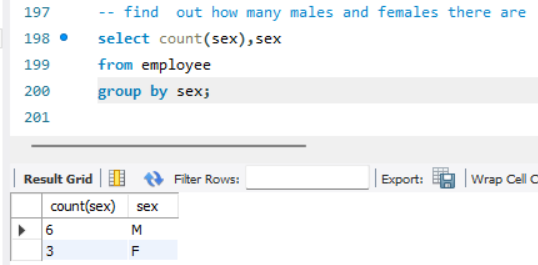 197 -- find  out how many males and females there are
198 select count(sex),sex
199 from employee
200 group by sex;
201
Result Grid Filter Rows: Export: Wrap Cell C
count(sex) sex
6 M
3 F